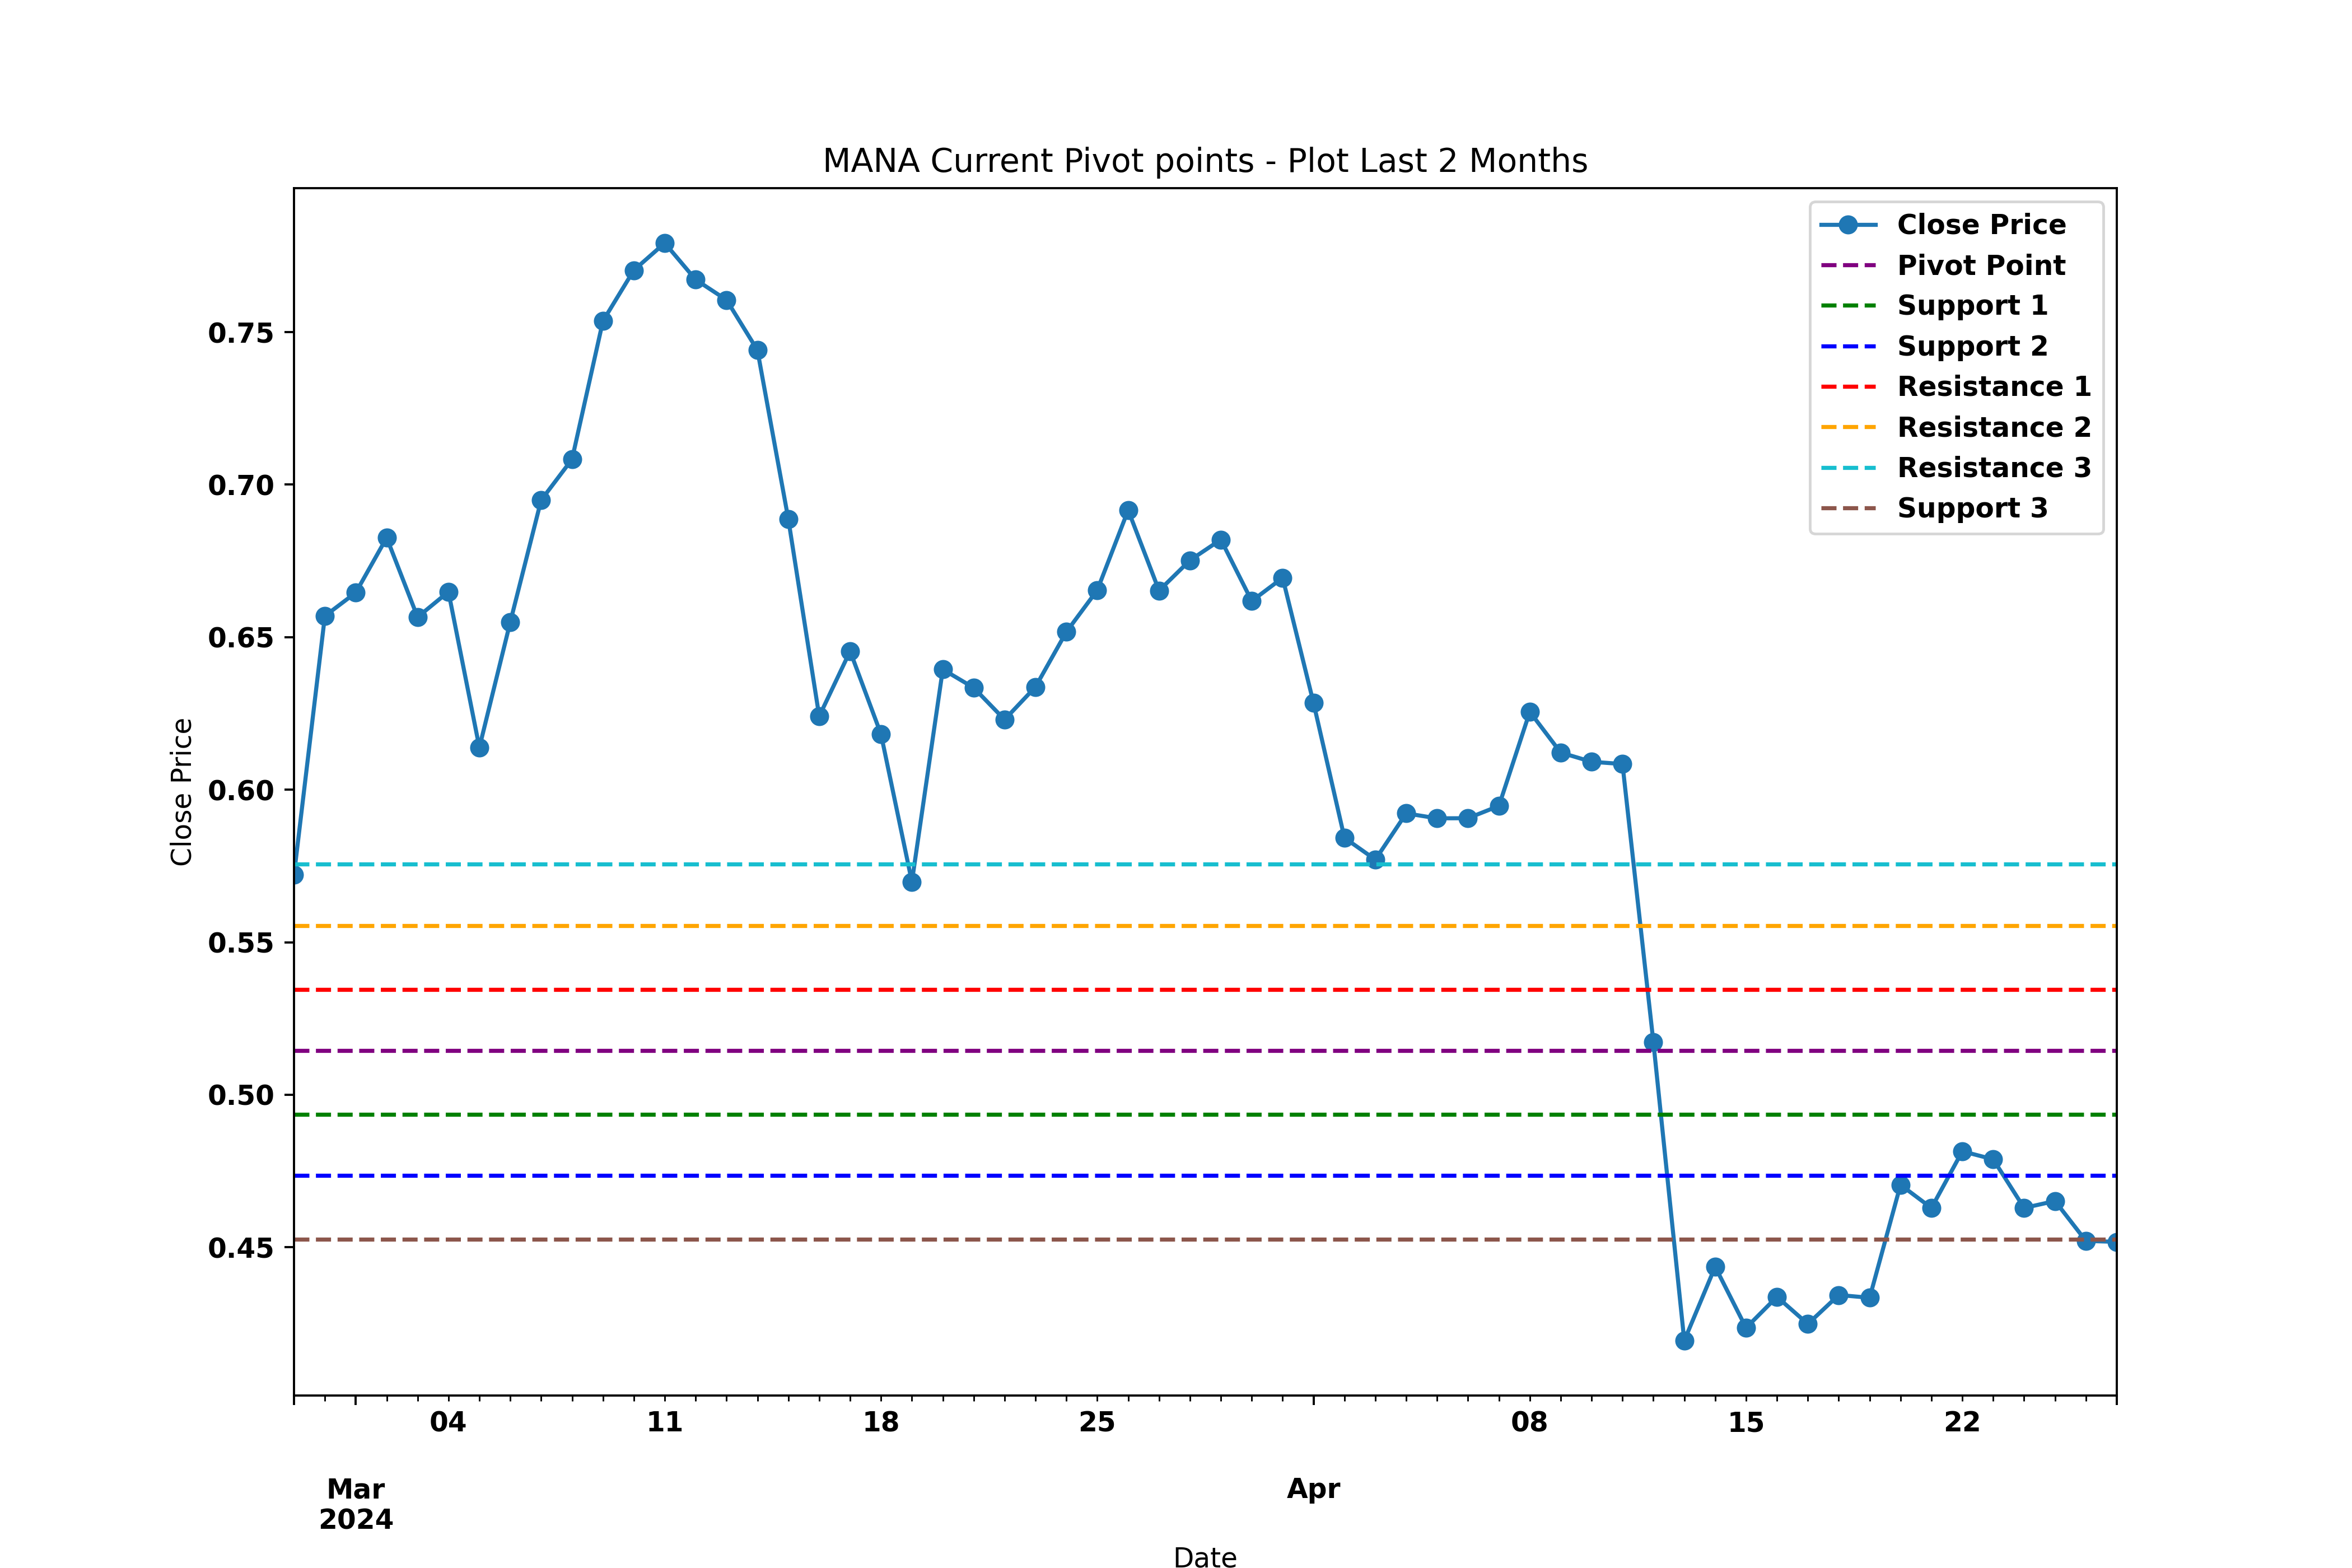 MANA Current Pivot points - Plot Last 2 Months
Close Price
Pivot Point
Support 1
Support 2
Resistance 1
Resistance 2
Resistance 3
Support 3
Close Price
0.75
0.70
0.65
0.60
0.55
0.50
0.45
04 11 18 25 08 15 22
Mar Apr
2024
Date